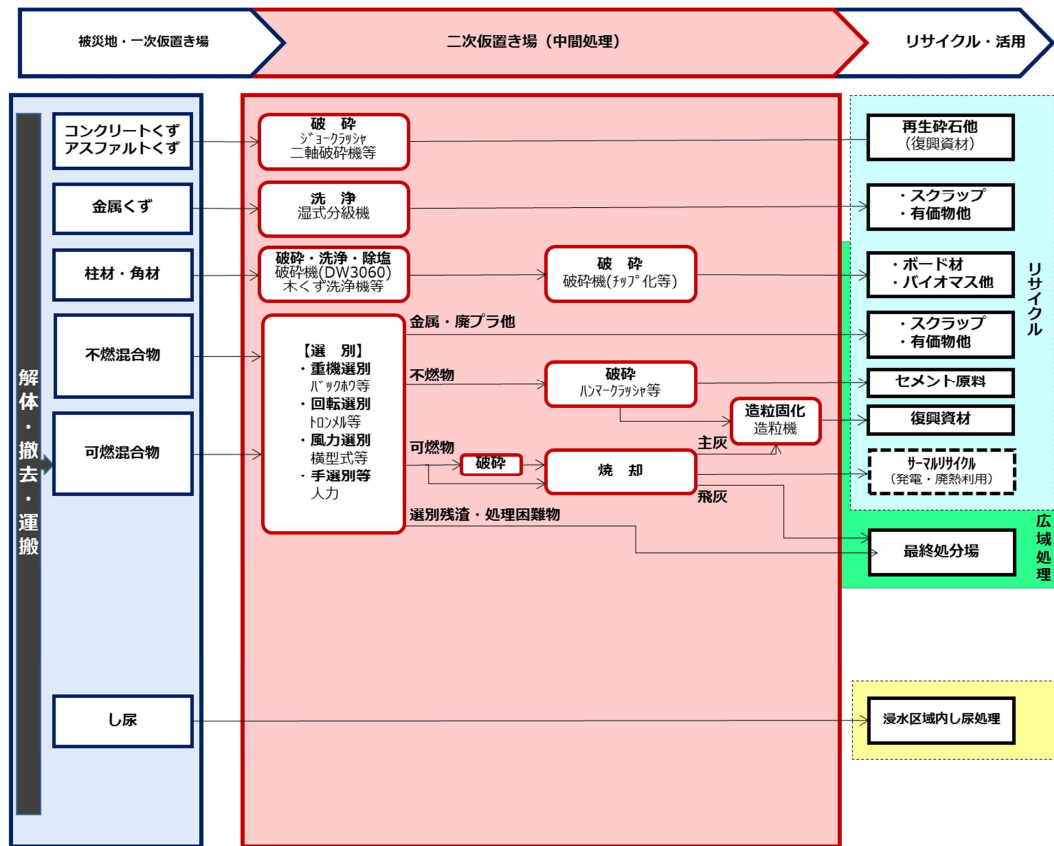 被災地・一次仮置き場
二次仮置き場（中間処理）
リサイクル・活用
解体・撤去・運搬
コンクリートくず
アスファルトくず
破　砕
ｼﾞｮｰｸﾗｯｼｬ
二軸破砕機等
再生砕石他
（復興資材）
金属くず
洗　浄
湿式分級機
・スクラップ
・有価物他
柱材・角材
破砕・洗浄・除塩
破砕機(DW3060)
木くず洗浄機等
破　砕
破砕機(ﾁｯﾌﾟ化等)
・ボード材
・バイオマス他
リサイクル
不燃混合物
可燃混合物
【選　別】
・重機選別
ﾊﾞｯｸﾎｳ等
・回転選別
ﾄﾛﾝﾒﾙ等
・風力選別
横型式等
・手選別等
人力
金属・廃プラ他
・スクラップ
・有価物他
不燃物
破砕
ﾊﾝﾏｰｸﾗｯｼｬ等
セメント原料
造粒固化
造粒機
復興資材
可燃物
破砕
焼　却
主灰
飛灰
ｻｰﾏﾙﾘｻｲｸﾙ
（発電・廃熱利用）
選別残渣・処理困難物
最終処分場
広域処理
し尿
浸水区域内し尿処理